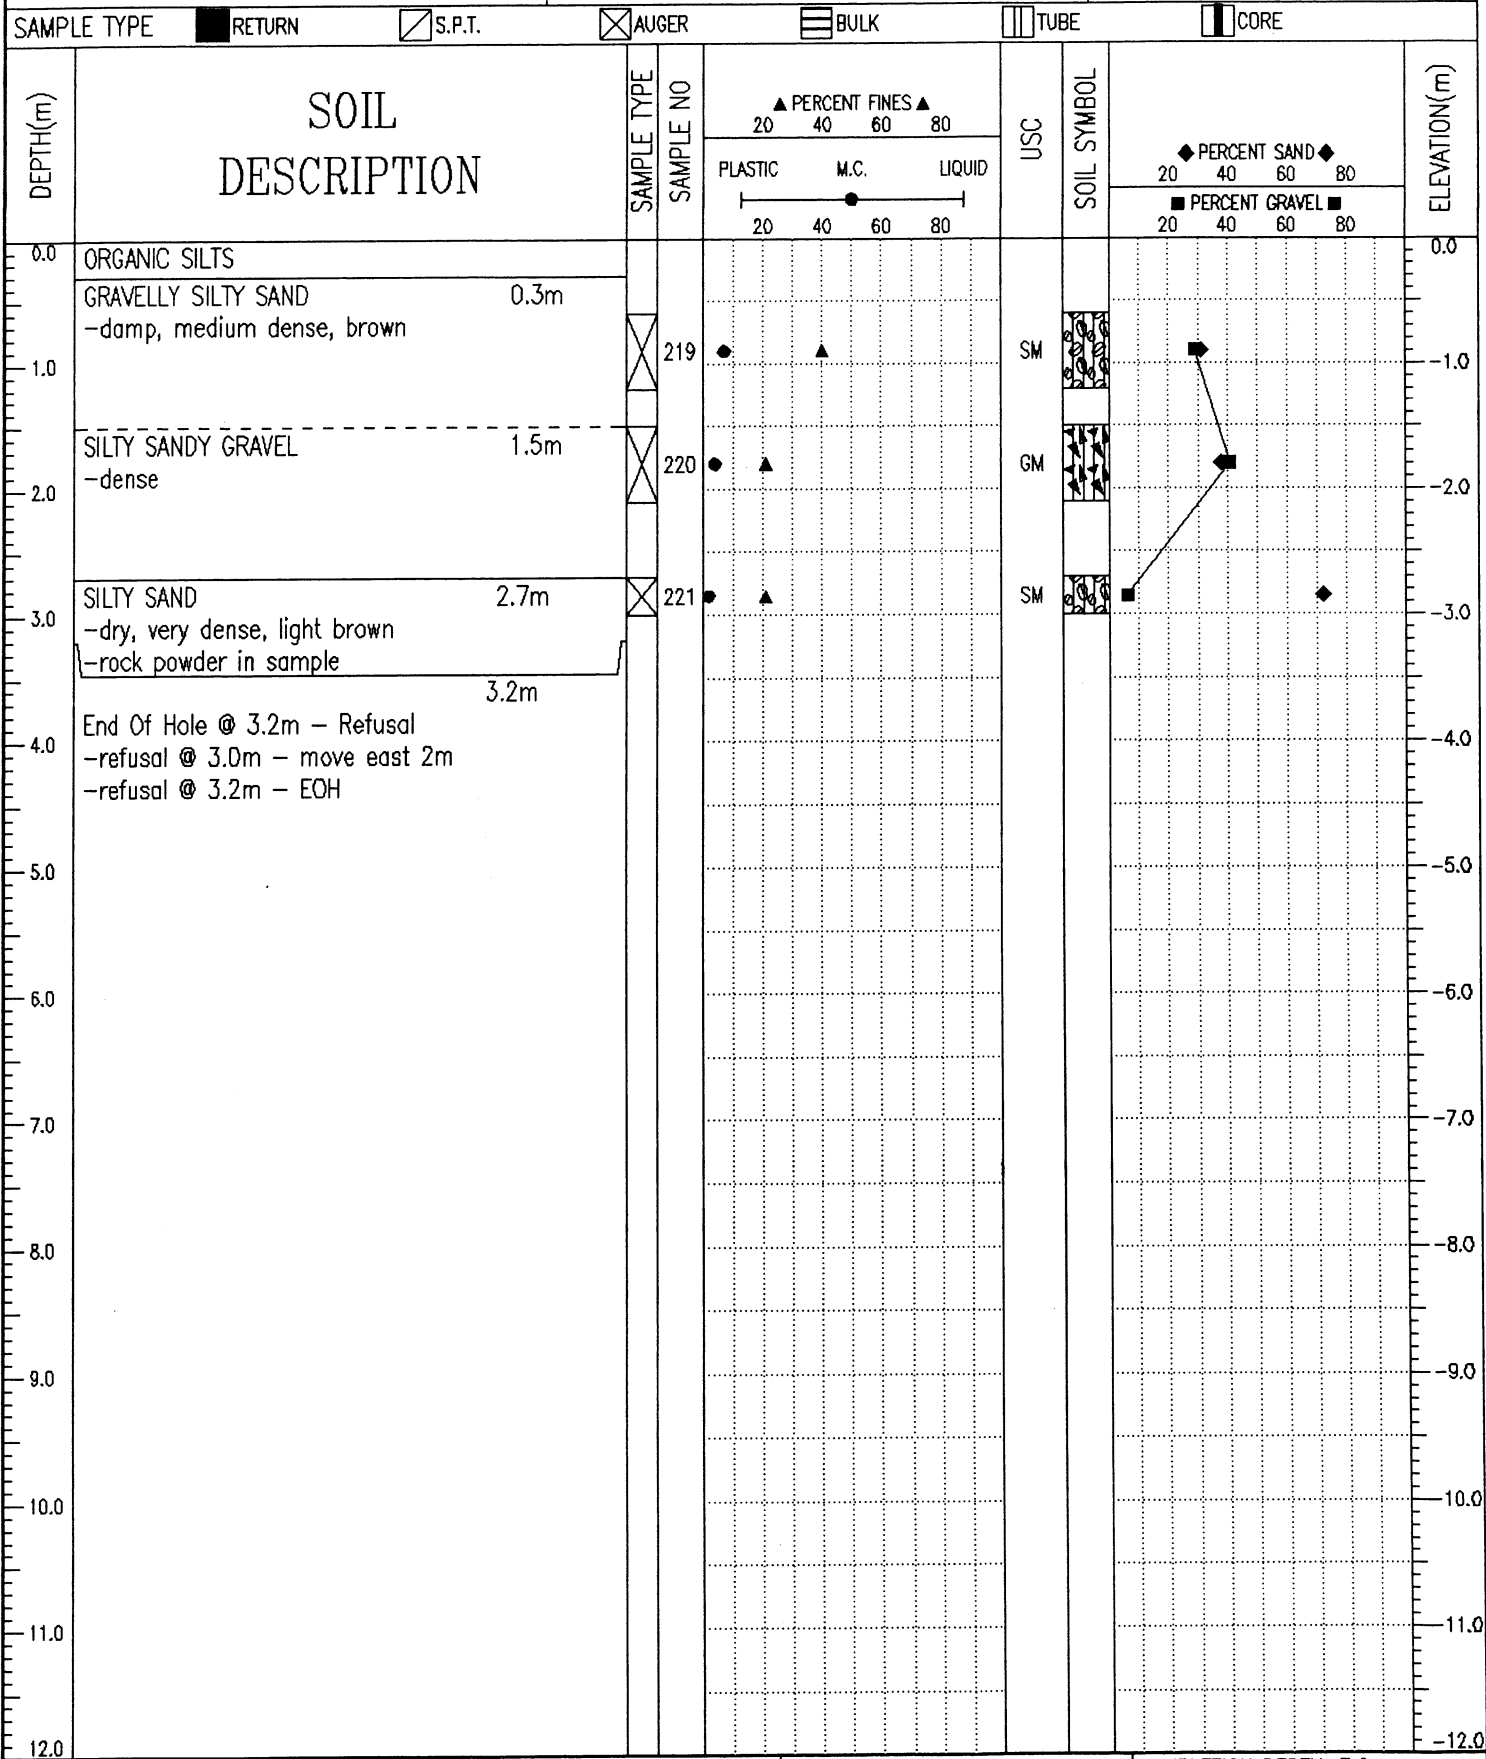 SAMPLE TYPE RETURN S.P.T. AUGER BULK TUBE CORE
DEPTH(m)
SOIL
DESCRIPTION
SAMPLE TYPE
SAMPLE NO
▲ PERCENT FINES ▲
20 40 60 80
PLASTIC M.C. LIQUID
20 40 60 80
USC
SOIL SYMBOL
◆ PERCENT SAND ◆
20 40 60 80
■ PERCENT GRAVEL ■
20 40 60 80
ELEVATION(m)
0.0 ORGANIC SILTS 0.0
GRAVELLY SILTY SAND 0.3m
-damp, medium dense, brown
219 SM
1.0 -1.0
SILTY SANDY GRAVEL 1.5m
220 GM
-dense
2.0 -2.0
SILTY SAND 2.7m 221 SM
3.0 -3.0
-dry, very dense, light brown
-rock powder in sample
3.2m
End Of Hole @ 3.2m - Refusal
4.0 -4.0
-refusal @ 3.0m - move east 2m
-refusal @ 3.2m - EOH
5.0 -5.0
6.0 -6.0
7.0 -7.0
8.0 -8.0
9.0 -9.0
10.0 -10.0
11.0 -11.0
12.0 -12.0